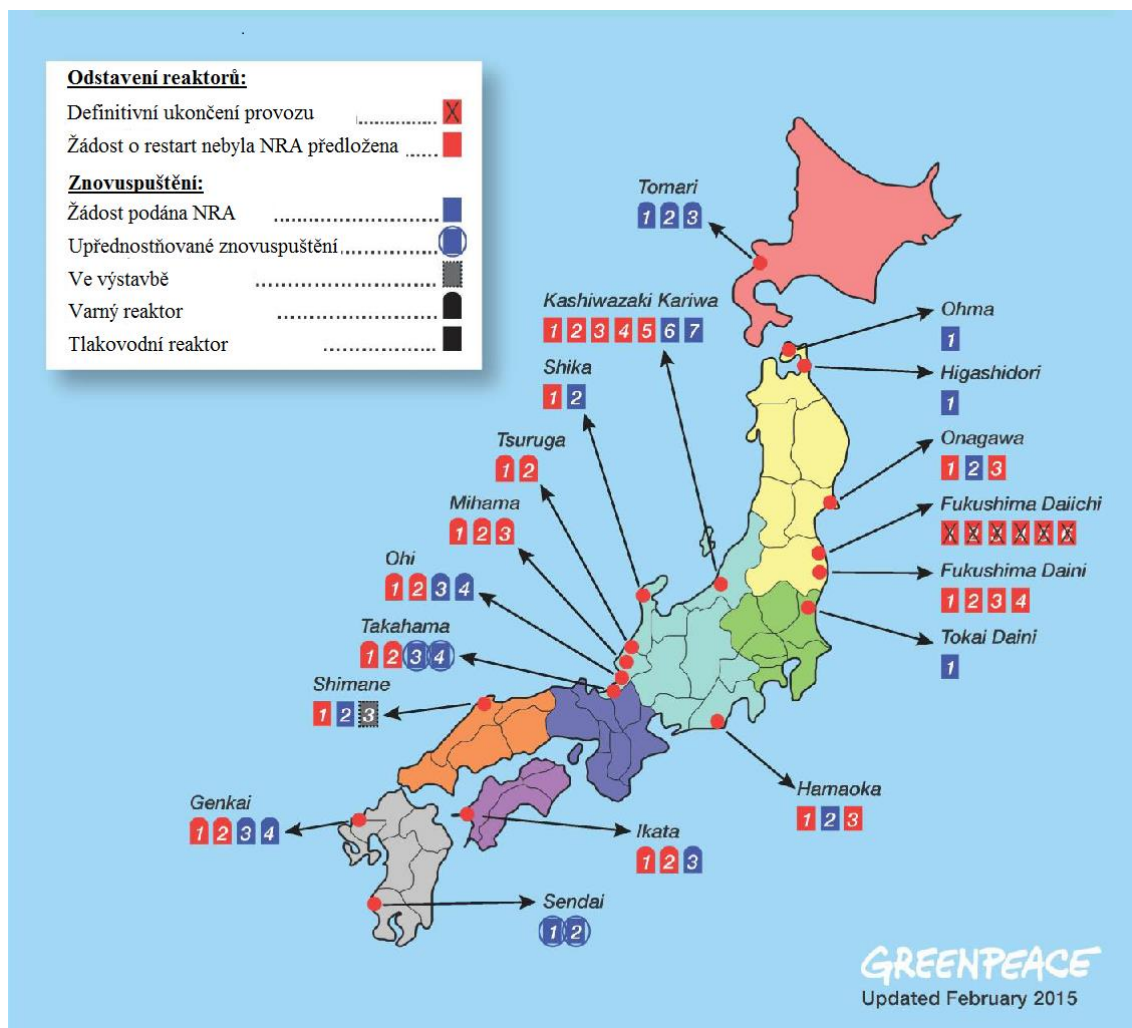 Odstavení reaktorů:
Definitivní ukončení provozu ............ X
Žádost o restart nebyla NRA předložena ......
Znovuspuštění:
Žádost podána NRA ........................
Upřednostňované znovuspuštění ................
Ve výstavbě ............................
Varný reaktor ............................
Tlakovodní reaktor ....................
Tomari
1 2 3
Kashiwazaki Kariwa
1 2 3 4 5 6 7
Ohma
1
Shika
1 2
Higashidori
1
Tsuruga
1 2
Onagawa
1 2 3
Mihama
1 2 3
Fukushima Daiichi
Ohi
1 2 3 4
Fukushima Daini
1 2 3 4
Takahama
1 2 3 4
Tokai Daini
1
Shimane
1 2 3
Hamaoka
1 2 3
Genkai
1 2 3 4
Ikata
1 2 3
Sendai
1 2
GREENPEACE
Updated February 2015